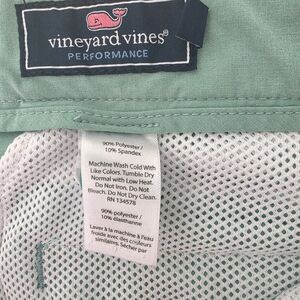 vineyard vines®
PERFORMANCE
90% Polyester /
10% Spandex
Machine Wash Cold With
Like Colors. Tumble Dry
Normal with Low Heat.
Do Not Iron. Do Not
Bleach. Do Not Dry Clean.
RN 134578
90% polyester /
10% élasthanne
Laver à la machine à l'eau
froide avec des couleurs
similaires. Sécher par